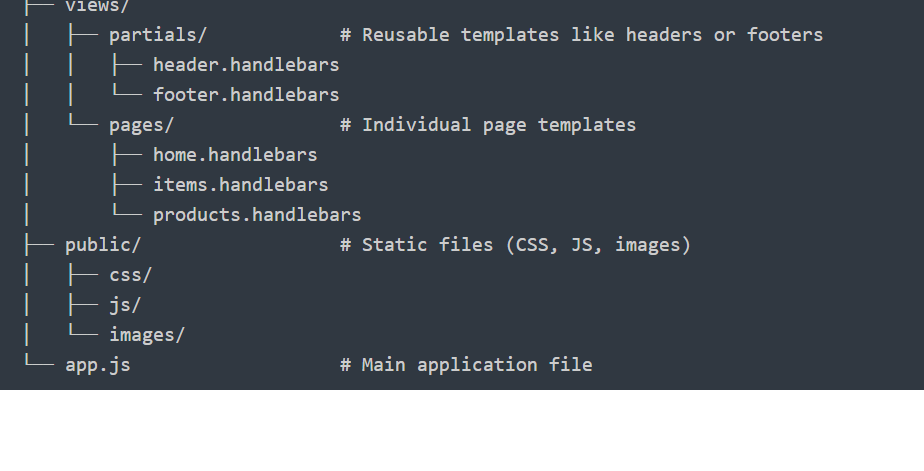 ├── views/
│   ├── partials/            # Reusable templates like headers or footers
│   │   ├── header.handlebars
│   │   └── footer.handlebars
│   └── pages/               # Individual page templates
│       ├── home.handlebars
│       ├── items.handlebars
│       └── products.handlebars
├── public/                  # Static files (CSS, JS, images)
│   ├── css/
│   ├── js/
│   └── images/
└── app.js                   # Main application file